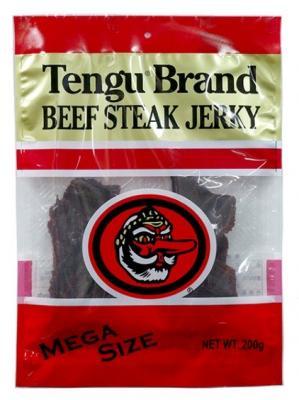 Tengu® Brand
BEEF STEAK JERKY
®
MEGA
SIZE
NET WT. 200g